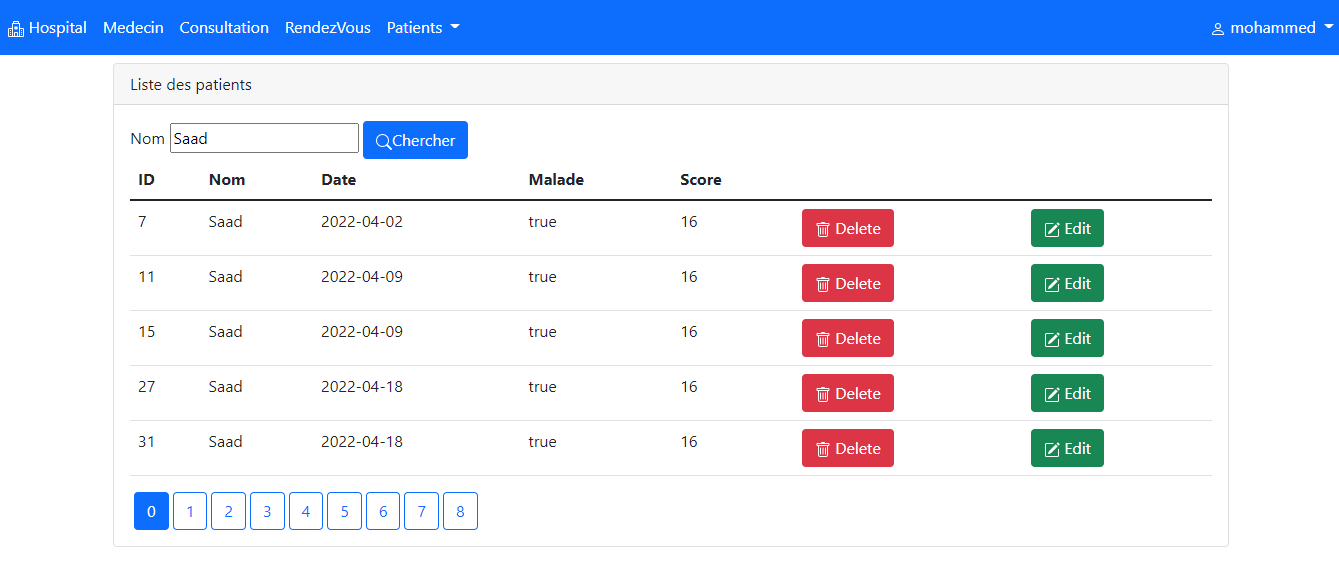 Hospital Medecin Consultation RendezVous Patients mohammed
Liste des patients
Nom Saad Chercher
ID Nom Date Malade Score
7 Saad 2022-04-02 true 16 Delete Edit
11 Saad 2022-04-09 true 16 Delete Edit
15 Saad 2022-04-09 true 16 Delete Edit
27 Saad 2022-04-18 true 16 Delete Edit
31 Saad 2022-04-18 true 16 Delete Edit
0 1 2 3 4 5 6 7 8